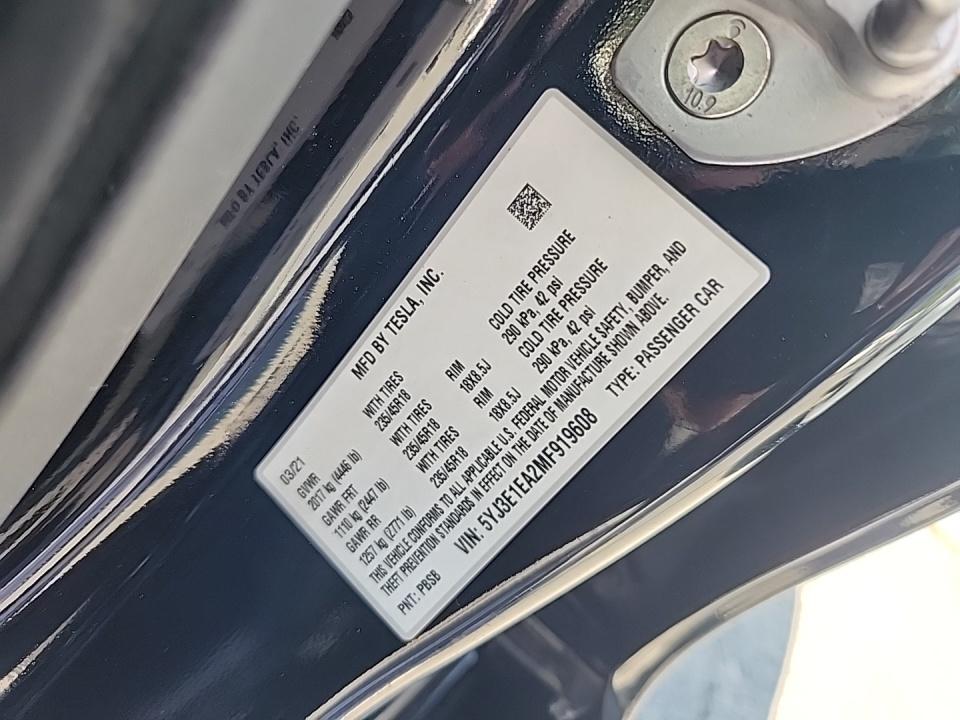 10.9
MFD BY TESLA, INC.
03/21
GVWR
2017 kg (4446 lb)
WITH TIRES
235/45R18
RIM
18X8.5J
COLD TIRE PRESSURE
290 kPa, 42 psi
GAWR FRT
1110 kg (2447 lb)
WITH TIRES
235/45R18
RIM
18X8.5J
COLD TIRE PRESSURE
290 kPa, 42 psi
GAWR RR
1257 kg (2771 lb)
WITH TIRES
235/45R18
THIS VEHICLE CONFORMS TO ALL APPLICABLE U.S. FEDERAL MOTOR VEHICLE SAFETY, BUMPER, AND
THEFT PREVENTION STANDARDS IN EFFECT ON THE DATE OF MANUFACTURE SHOWN ABOVE.
PNT: PBSB
VIN: 5YJ3E1EA2MF919608
TYPE: PASSENGER CAR